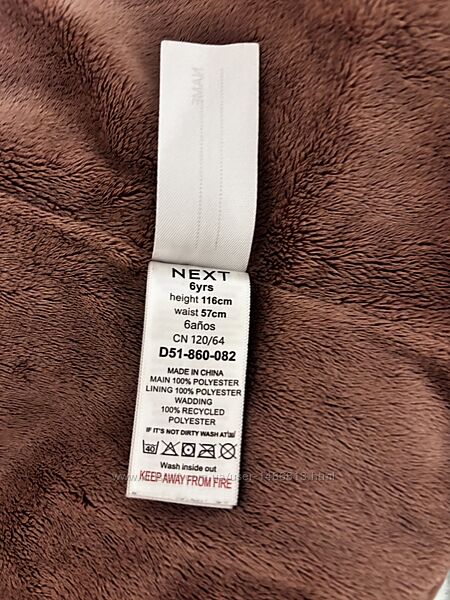 NAME
NEXT
6yrs
height 116cm
waist 57cm
6años
CN 120/64
D51-860-082
MADE IN CHINA
MAIN 100% POLYESTER
LINING 100% POLYESTER
WADDING
100% RECYCLED
POLYESTER
IF IT'S NOT DIRTY WASH AT
40
Wash inside out
KEEP AWAY FROM FIRE